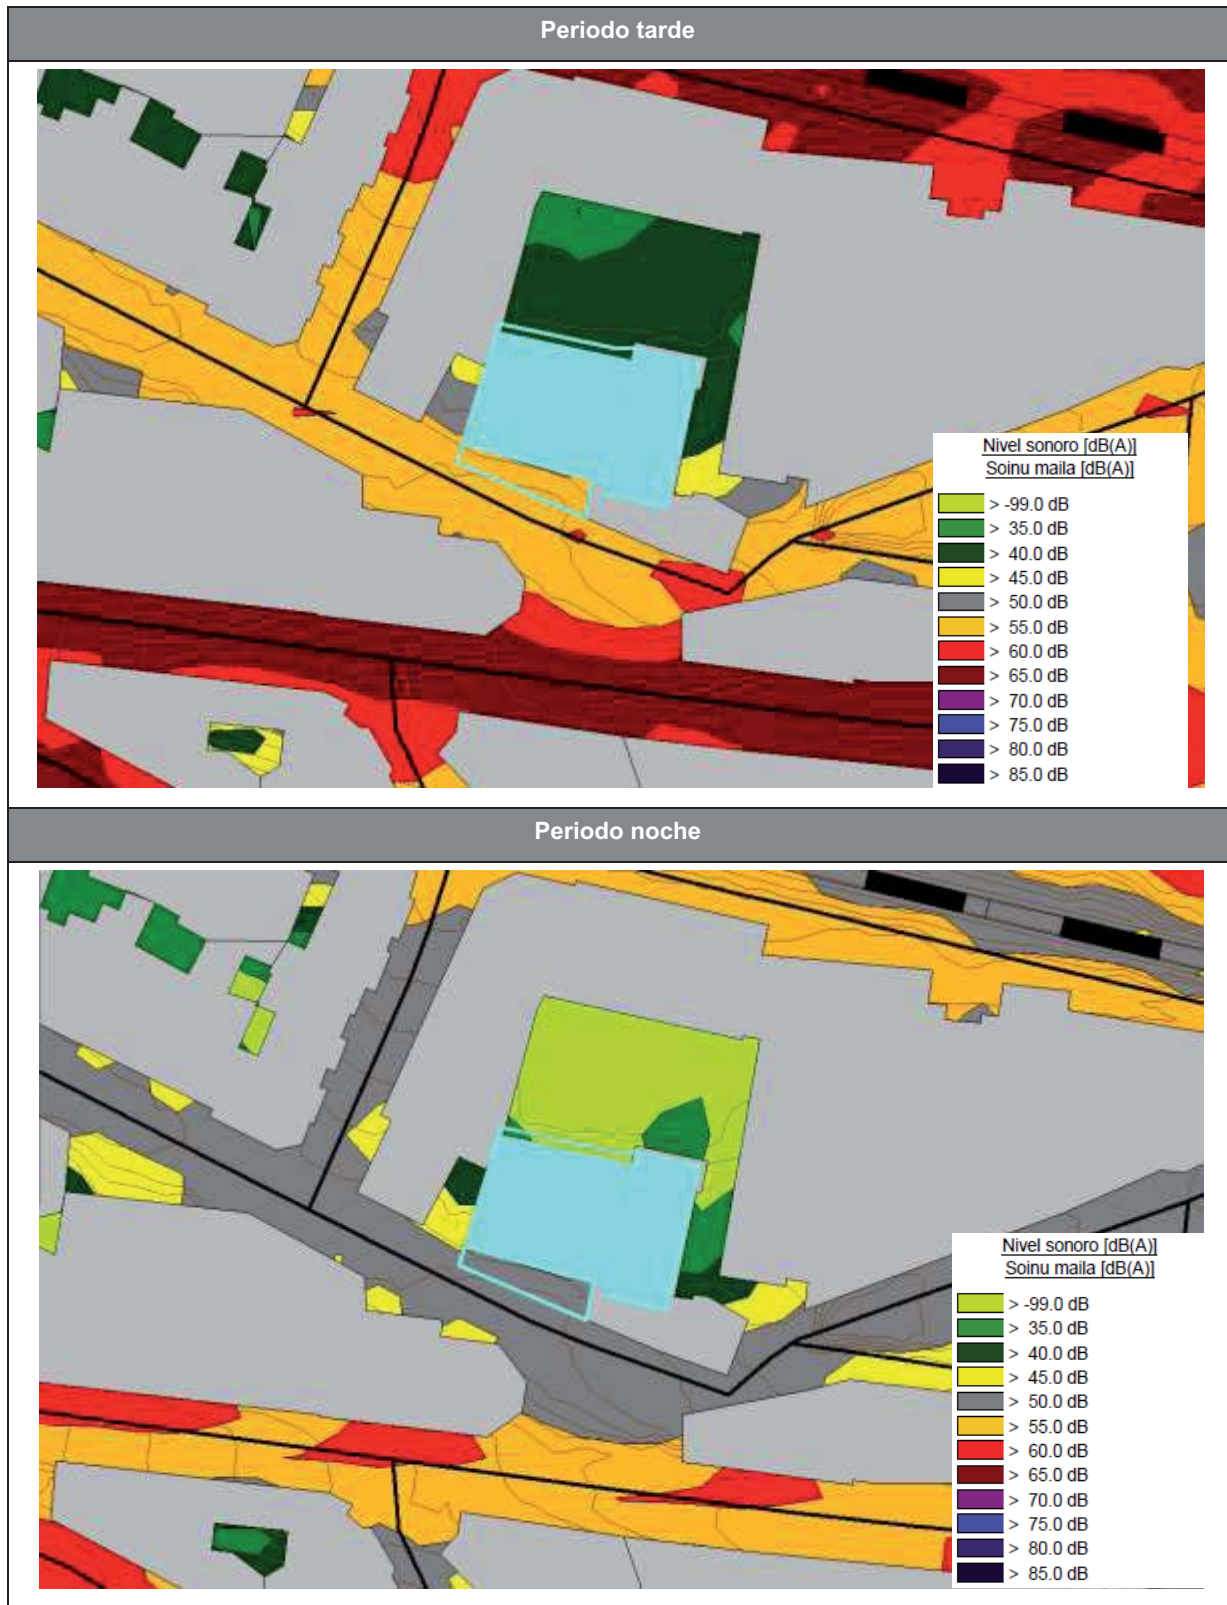 Periodo tarde
Nivel sonoro [dB(A)]
Soinu maila [dB(A)]
> -99.0 dB
> 35.0 dB
> 40.0 dB
> 45.0 dB
> 50.0 dB
> 55.0 dB
> 60.0 dB
> 65.0 dB
> 70.0 dB
> 75.0 dB
> 80.0 dB
> 85.0 dB
Periodo noche
Nivel sonoro [dB(A)]
Soinu maila [dB(A)]
> -99.0 dB
> 35.0 dB
> 40.0 dB
> 45.0 dB
> 50.0 dB
> 55.0 dB
> 60.0 dB
> 65.0 dB
> 70.0 dB
> 75.0 dB
> 80.0 dB
> 85.0 dB